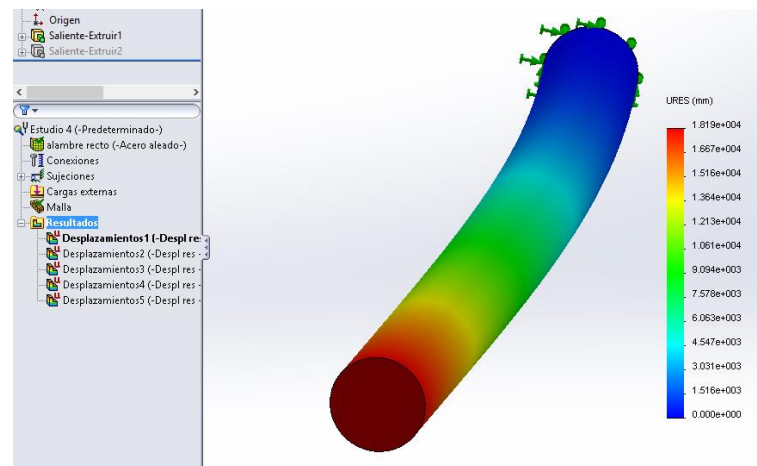 Origen
Saliente-Extruir1
Saliente-Extruir2
Estudio 4 (-Predeterminado-)
alambre recto (-Acero aleado-)
Conexiones
Sujeciones
Cargas externas
Malla
Resultados
Desplazamientos1 (-Despl re:
Desplazamientos2 (-Despl res -
Desplazamientos3 (-Despl res -
Desplazamientos4 (-Despl res -
Desplazamientos5 (-Despl res -
URES (mm)
1.819e+004
1.667e+004
1.516e+004
1.364e+004
1.213e+004
1.061e+004
9.094e+003
7.578e+003
6.063e+003
4.547e+003
3.031e+003
1.516e+003
0.000e+000